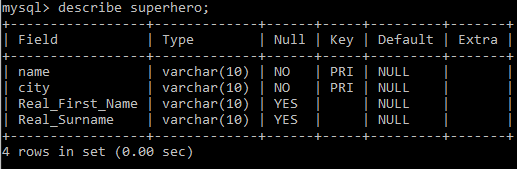 mysql> describe superhero;
+-----------------+-------------+------+-----+---------+-------+
| Field           | Type        | Null | Key | Default | Extra |
+-----------------+-------------+------+-----+---------+-------+
| name            | varchar(10) | NO   | PRI | NULL    |       |
| city            | varchar(10) | NO   | PRI | NULL    |       |
| Real_First_Name | varchar(10) | YES  |     | NULL    |       |
| Real_Surname    | varchar(10) | YES  |     | NULL    |       |
+-----------------+-------------+------+-----+---------+-------+
4 rows in set (0.00 sec)